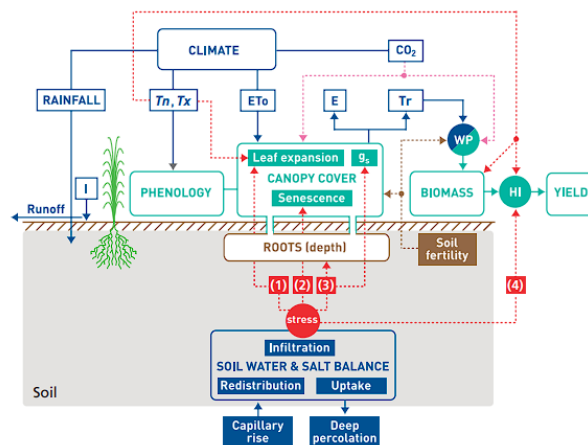 CLIMATE
CO₂
RAINFALL
Tn, Tx
ETo
E
Tr
WP
Leaf expansion
gs
CANOPY COVER
Senescence
PHENOLOGY
BIOMASS
HI
YIELD
I
Runoff
ROOTS (depth)
Soil
fertility
(1)
(2)
(3)
(4)
stress
Infiltration
SOIL WATER & SALT BALANCE
Redistribution
Uptake
Soil
Capillary
rise
Deep
percolation